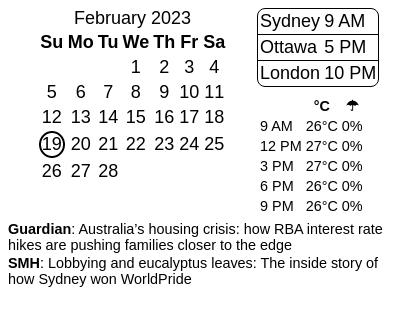 February 2023
Su Mo Tu We Th Fr Sa
1 2 3 4
5 6 7 8 9 10 11
12 13 14 15 16 17 18
19 20 21 22 23 24 25
26 27 28
Sydney 9 AM
Ottawa 5 PM
London 10 PM
°C ☂
9 AM 26°C 0%
12 PM 27°C 0%
3 PM 27°C 0%
6 PM 26°C 0%
9 PM 26°C 0%
Guardian: Australia’s housing crisis: how RBA interest rate
hikes are pushing families closer to the edge
SMH: Lobbying and eucalyptus leaves: The inside story of
how Sydney won WorldPride